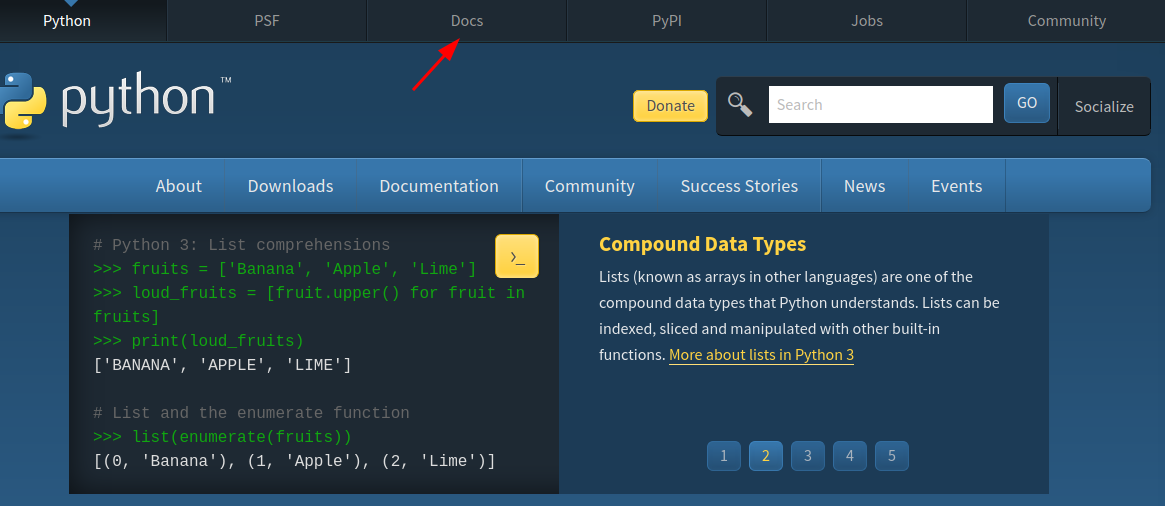 Python PSF Docs PyPI Jobs Community
python™
Donate Search GO Socialize
About Downloads Documentation Community Success Stories News Events
# Python 3: List comprehensions
>>> fruits = ['Banana', 'Apple', 'Lime']
>>> loud_fruits = [fruit.upper() for fruit in
fruits]
>>> print(loud_fruits)
['BANANA', 'APPLE', 'LIME']
# List and the enumerate function
>>> list(enumerate(fruits))
[(0, 'Banana'), (1, 'Apple'), (2, 'Lime')]
>_
Compound Data Types
Lists (known as arrays in other languages) are one of the
compound data types that Python understands. Lists can be
indexed, sliced and manipulated with other built-in
functions. More about lists in Python 3
1 2 3 4 5